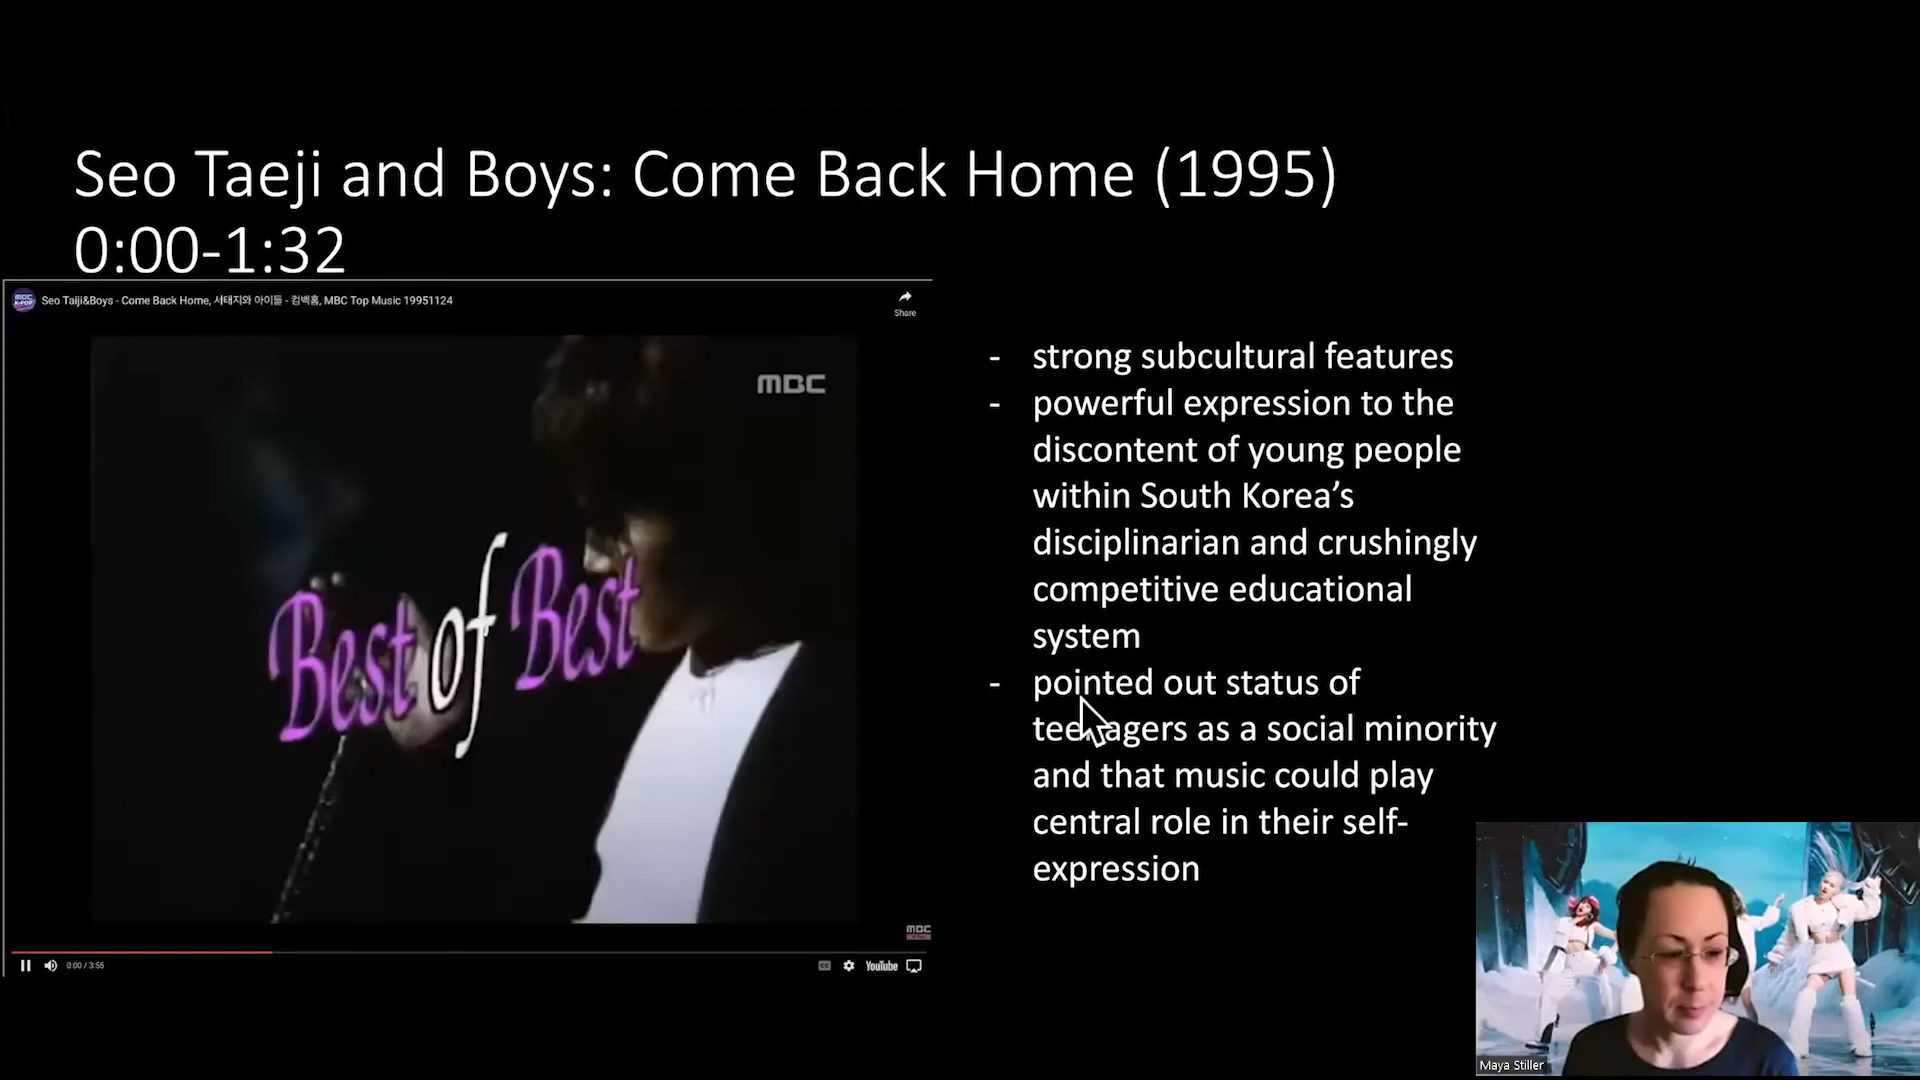 Seo Taeji and Boys: Come Back Home (1995)
0:00-1:32
Seo Taiji&Boys - Come Back Home, 서태지와 아이들 - 컴백홈, MBC Top Music 19951124
Share
MBC
Best of Best
MBC
0:00 / 3:55
YouTube
- strong subcultural features
- powerful expression to the
discontent of young people
within South Korea’s
disciplinarian and crushingly
competitive educational
system
- pointed out status of
teenagers as a social minority
and that music could play
central role in their self-
expression
Maya Stiller